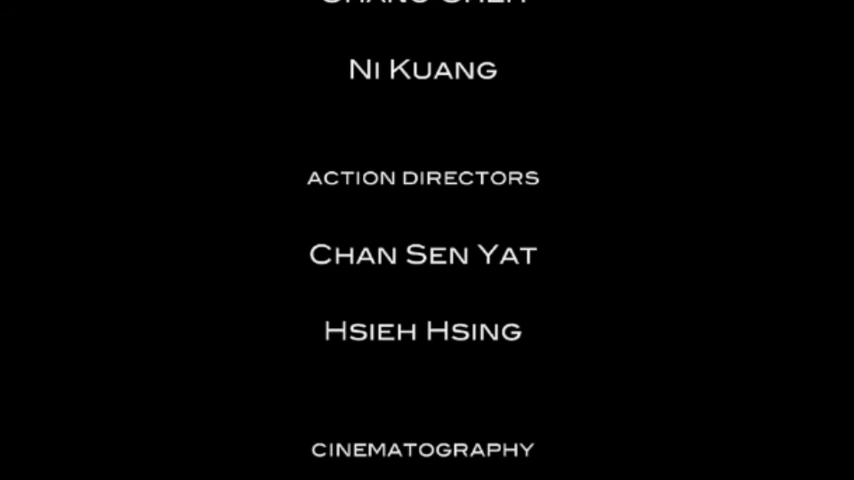 Ni Kuang
ACTION DIRECTORS
Chan Sen Yat
Hsieh Hsing
CINEMATOGRAPHY